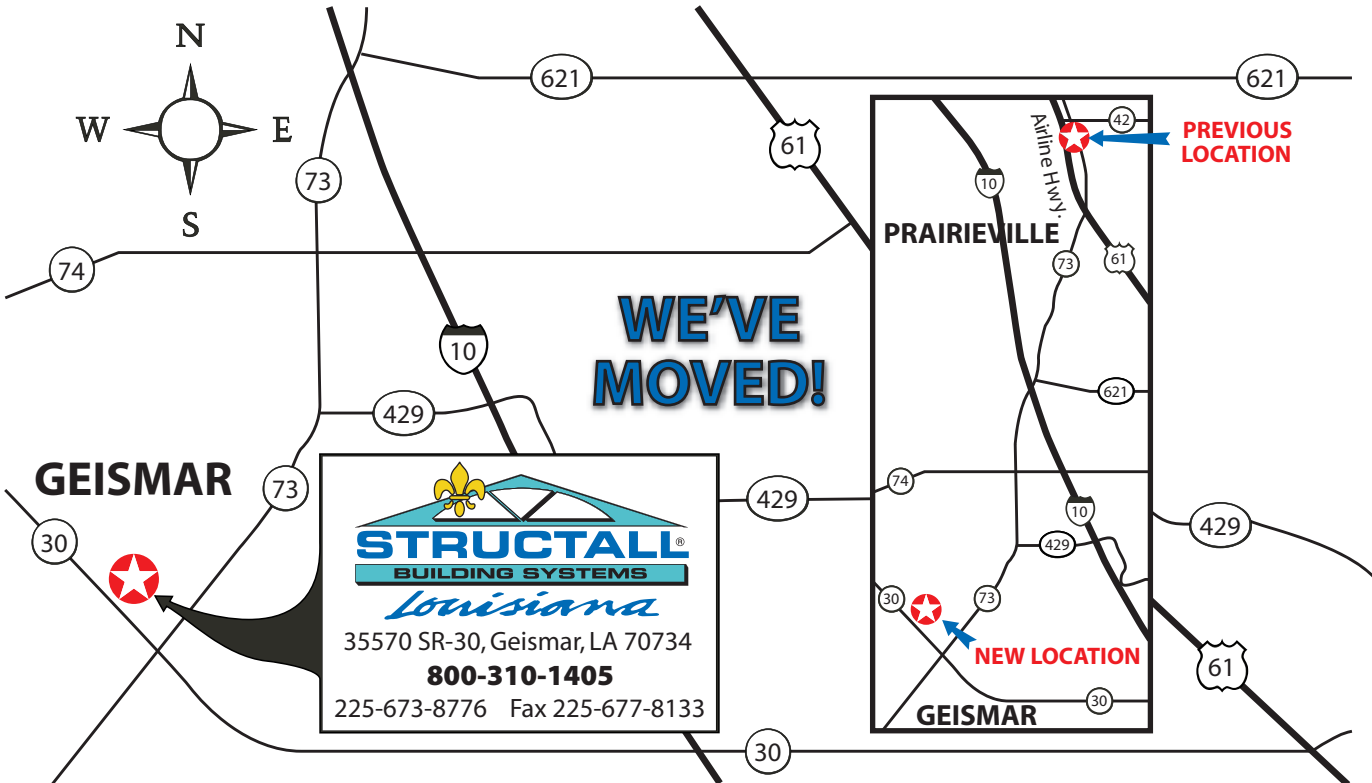 N
W
E
S
621
621
73
61
74
10
429
GEISMAR
73
30
429
429
61
30
WE'VE
MOVED!
STRUCTALL®
BUILDING SYSTEMS
Louisiana
35570 SR-30, Geismar, LA 70734
800-310-1405
225-673-8776 Fax 225-677-8133
42
PREVIOUS
LOCATION
Airline Hwy.
10
PRAIRIEVILLE
73
61
621
74
10
429
30
73
NEW LOCATION
30
GEISMAR